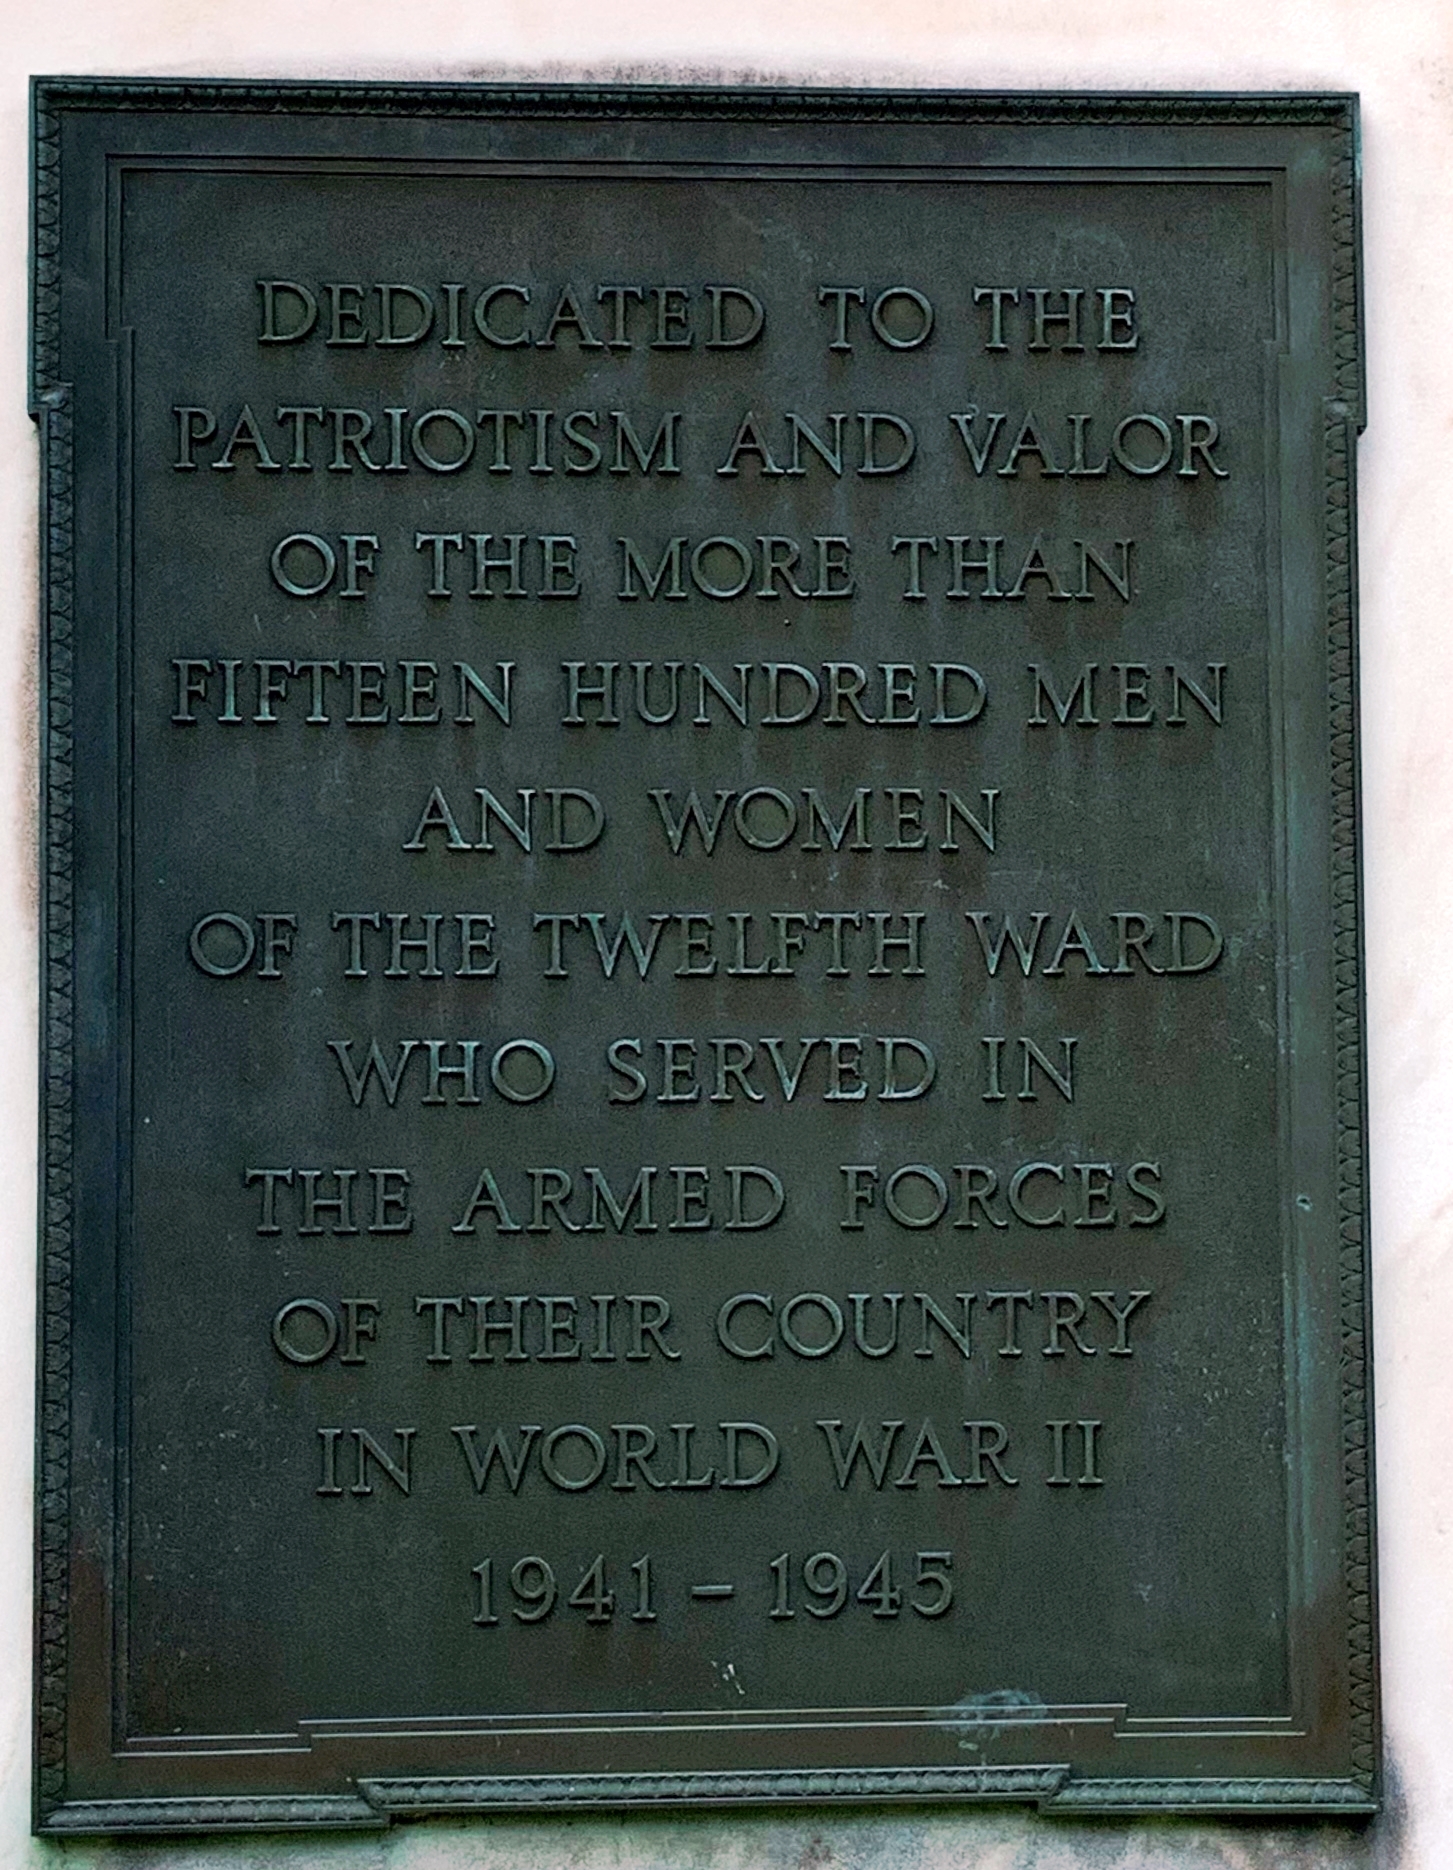 DEDICATED TO THE
PATRIOTISM AND VALOR
OF THE MORE THAN
FIFTEEN HUNDRED MEN
AND WOMEN
OF THE TWELFTH WARD
WHO SERVED IN
THE ARMED FORCES
OF THEIR COUNTRY
IN WORLD WAR II
1941 – 1945